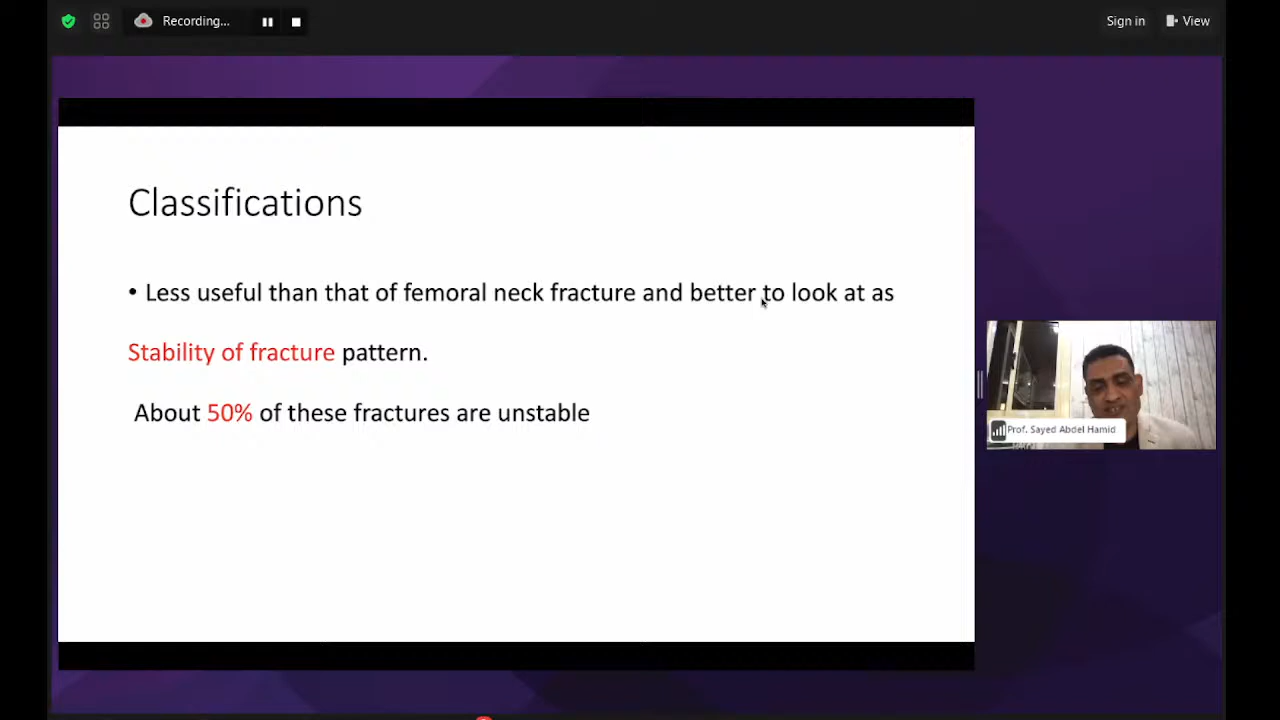 Recording...
Sign in
View
Classifications
• Less useful than that of femoral neck fracture and better to look at as
Stability of fracture pattern.
About 50% of these fractures are unstable
Prof. Sayed Abdel Hamid